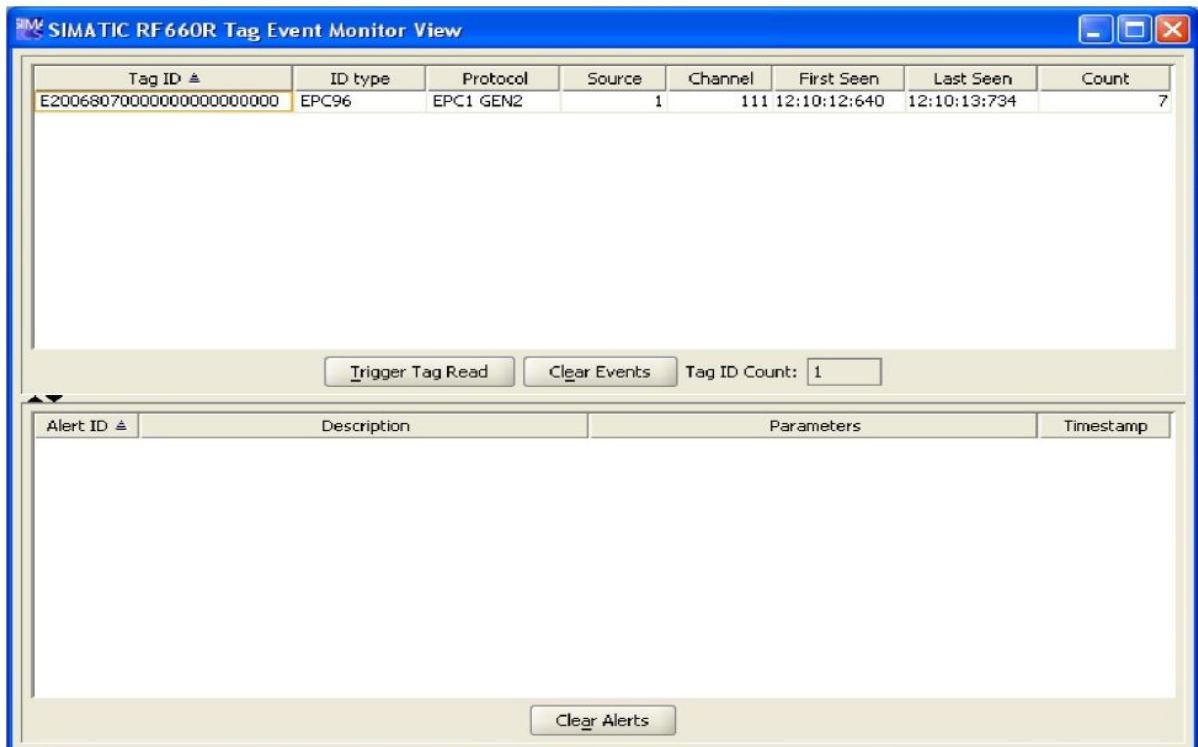 SIMATIC RF660R Tag Event Monitor View
Tag ID ID type Protocol Source Channel First Seen Last Seen Count
E20068070000000000000000 EPC96 EPC1 GEN2 1 111 12:10:12:640 12:10:13:734 7
Trigger Tag Read Clear Events Tag ID Count: 1
Alert ID Description Parameters Timestamp
Clear Alerts